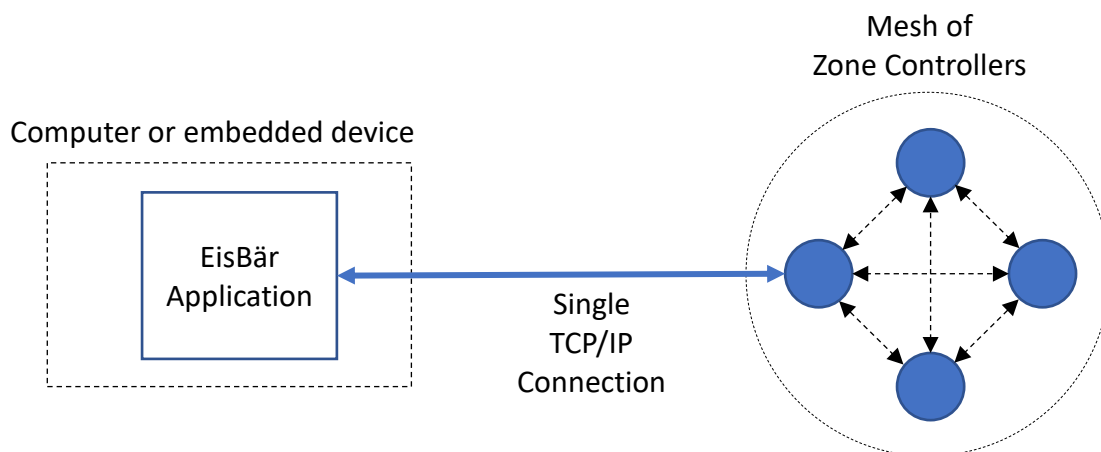 Mesh of
Zone Controllers
Computer or embedded device
EisBär
Application
Single
TCP/IP
Connection